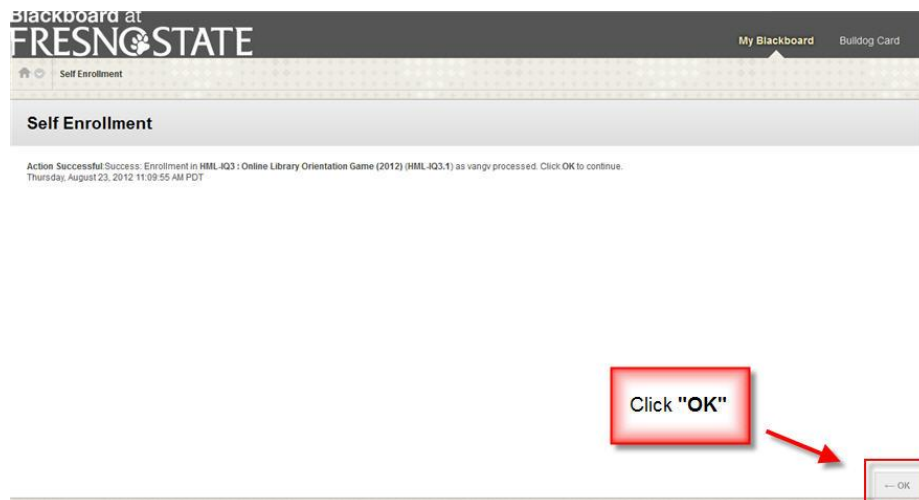 Blackboard at
FRESNO STATE
My Blackboard Bulldog Card
Self Enrollment
Self Enrollment
Action Successful:Success: Enrollment in HML-IQ3 : Online Library Orientation Game (2012) (HML-IQ3.1) as vangv processed. Click OK to continue.
Thursday, August 23, 2012 11:09:55 AM PDT
Click "OK"
← OK